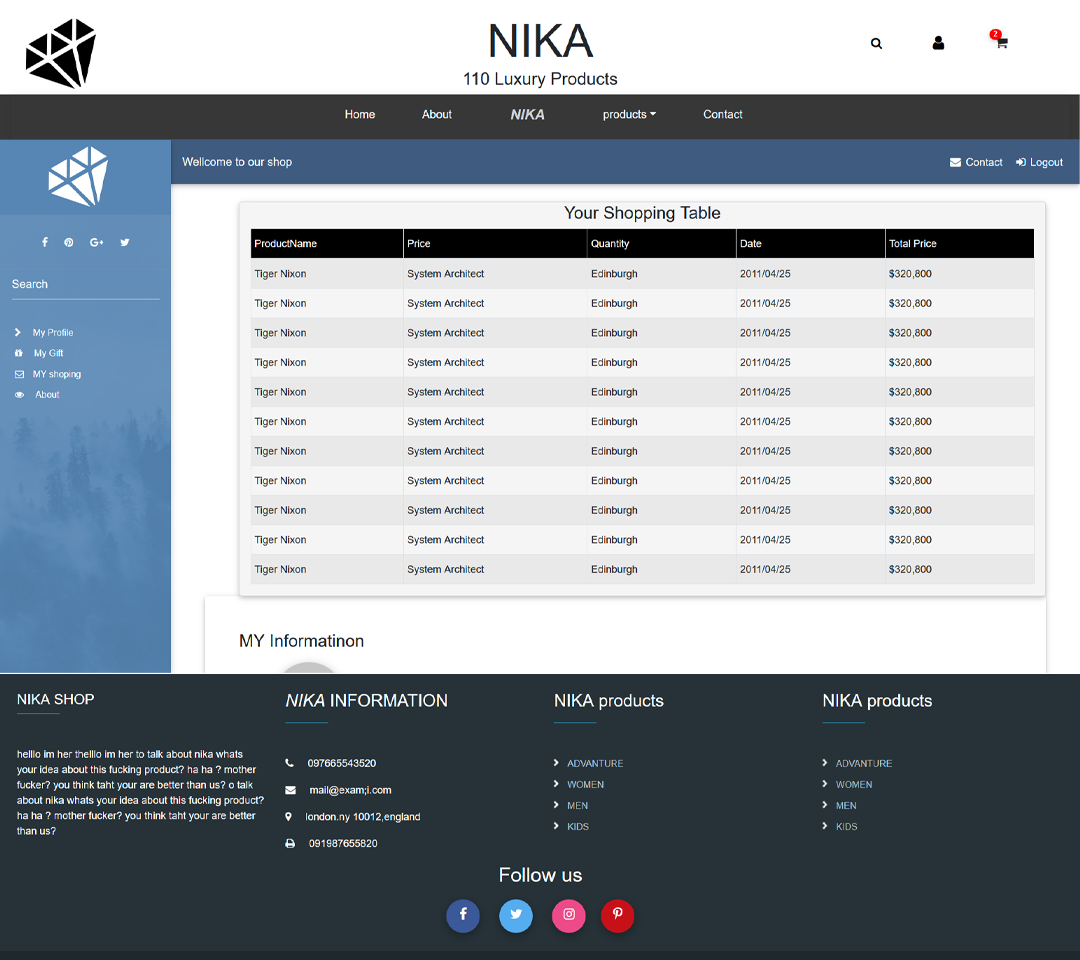 NIKA
110 Luxury Products
2
Home About NIKA products Contact
Wellcome to our shop Contact Logout
Search
My Profile
My Gift
MY shoping
About
Your Shopping Table
ProductName Price Quantity Date Total Price
Tiger Nixon System Architect Edinburgh 2011/04/25 $320,800
Tiger Nixon System Architect Edinburgh 2011/04/25 $320,800
Tiger Nixon System Architect Edinburgh 2011/04/25 $320,800
Tiger Nixon System Architect Edinburgh 2011/04/25 $320,800
Tiger Nixon System Architect Edinburgh 2011/04/25 $320,800
Tiger Nixon System Architect Edinburgh 2011/04/25 $320,800
Tiger Nixon System Architect Edinburgh 2011/04/25 $320,800
Tiger Nixon System Architect Edinburgh 2011/04/25 $320,800
Tiger Nixon System Architect Edinburgh 2011/04/25 $320,800
Tiger Nixon System Architect Edinburgh 2011/04/25 $320,800
Tiger Nixon System Architect Edinburgh 2011/04/25 $320,800
MY Informatinon
NIKA SHOP
helllo im her thelllo im her to talk about nika whats
your idea about this fucking product? ha ha ? mother
fucker? you think taht your are better than us? o talk
about nika whats your idea about this fucking product?
ha ha ? mother fucker? you think taht your are better
than us?
NIKA INFORMATION
097665543520
mail@exam;i.com
london.ny 10012,england
091987655820
NIKA products
ADVANTURE
WOMEN
MEN
KIDS
NIKA products
ADVANTURE
WOMEN
MEN
KIDS
Follow us